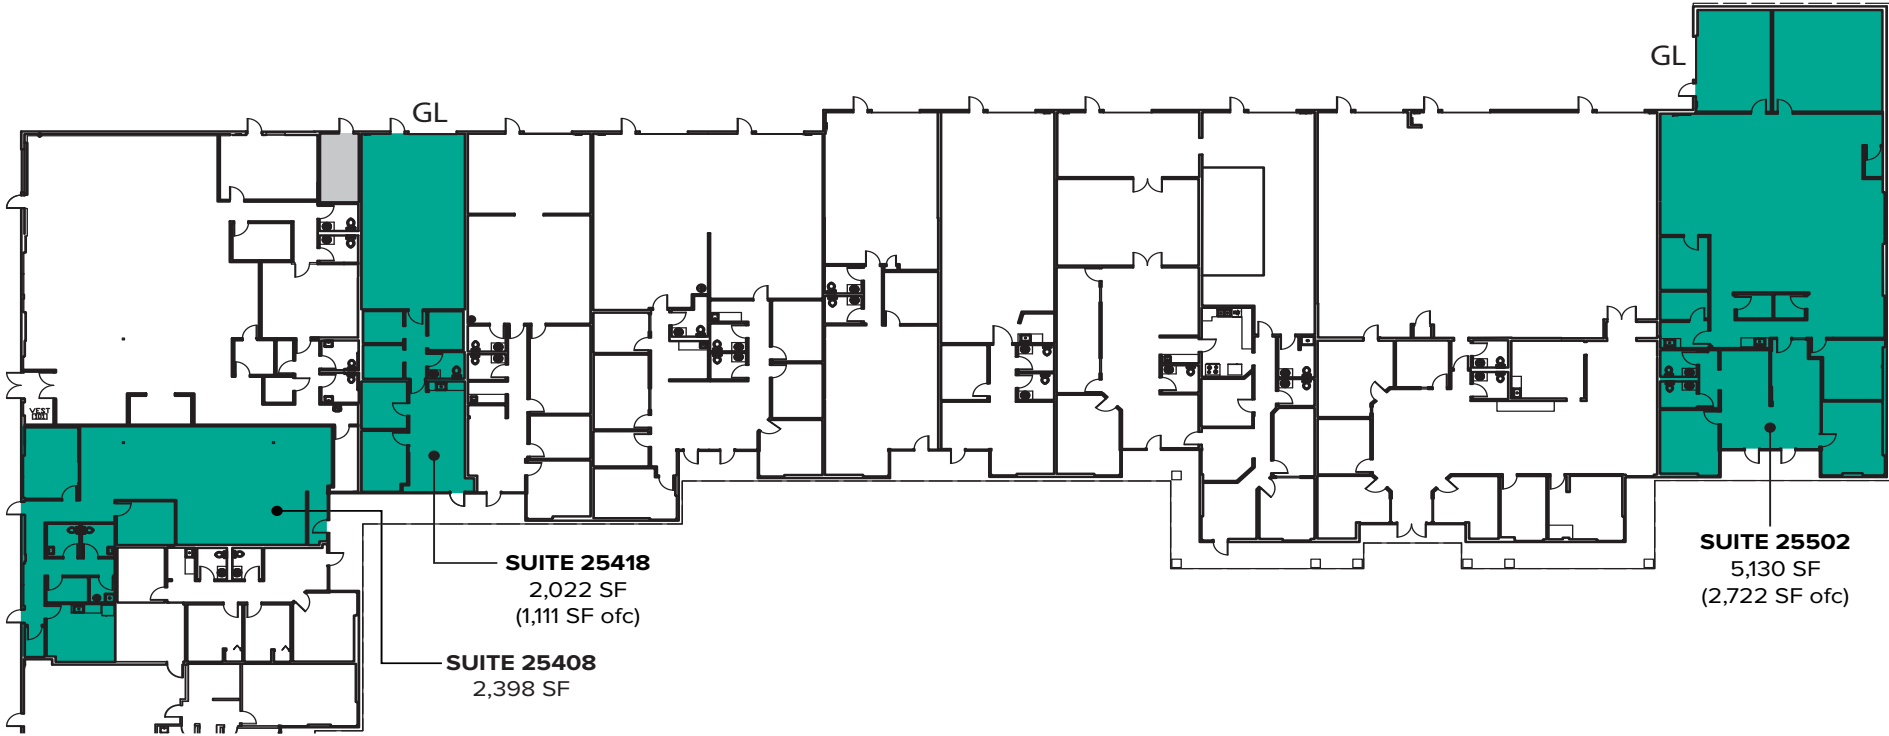 GL
GL
VEST
SUITE 25418
2,022 SF
(1,111 SF ofc)
SUITE 25502
5,130 SF
(2,722 SF ofc)
SUITE 25408
2,398 SF